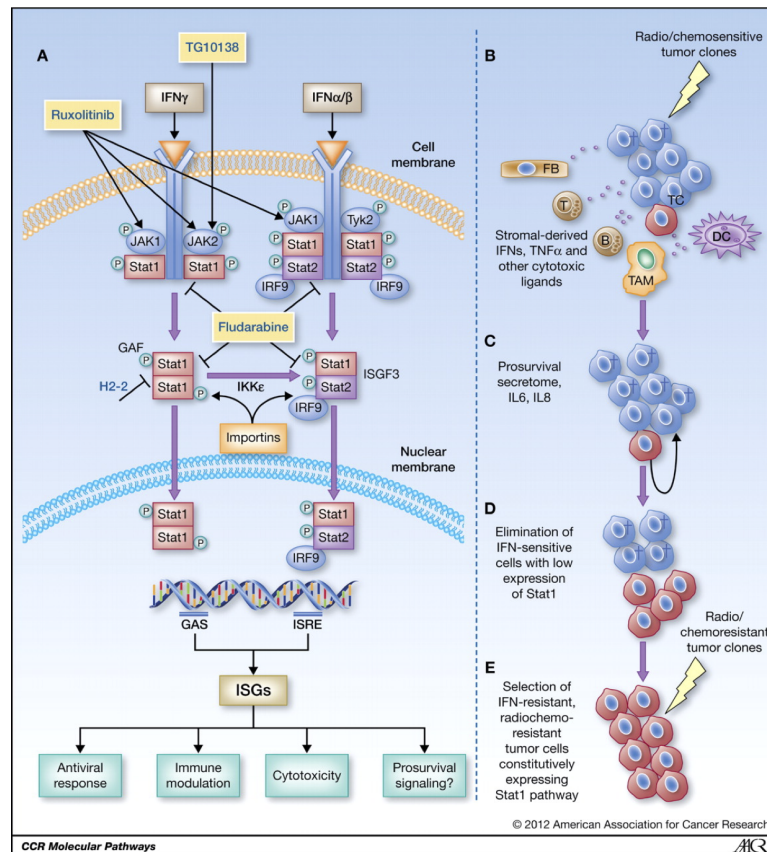 A
TG10138
IFNγ
IFNα/β
Ruxolitinib
Cell
membrane
P
P
P
P
JAK1
JAK2
JAK1
Tyk2
P
Stat1
Stat1
P
P
Stat1
Stat1
P
P
Stat2
Stat2
P
IRF9
IRF9
Fludarabine
GAF
P
Stat1
Stat1
P
H2-2
IKKε
P
Stat1
ISGF3
P
Stat2
IRF9
Importins
Nuclear
membrane
P
Stat1
Stat1
P
P
Stat1
P
Stat2
IRF9
GAS
ISRE
ISGs
Antiviral
response
Immune
modulation
Cytotoxicity
Prosurvival
signaling?
B
Radio/chemosensitive
tumor clones
FB
T
TC
B
DC
Stromal-derived
IFNs, TNFα and
other cytotoxic
ligands
TAM
C
Prosurvival
secretome,
IL6, IL8
D
Elimination of
IFN-sensitive
cells with low
expression
of Stat1
Radio/
chemoresistant
tumor clones
E
Selection of
IFN-resistant,
radiochemo-
resistant
tumor cells
constitutively
expressing
Stat1 pathway
© 2012 American Association for Cancer Research
CCR Molecular Pathways
AACR